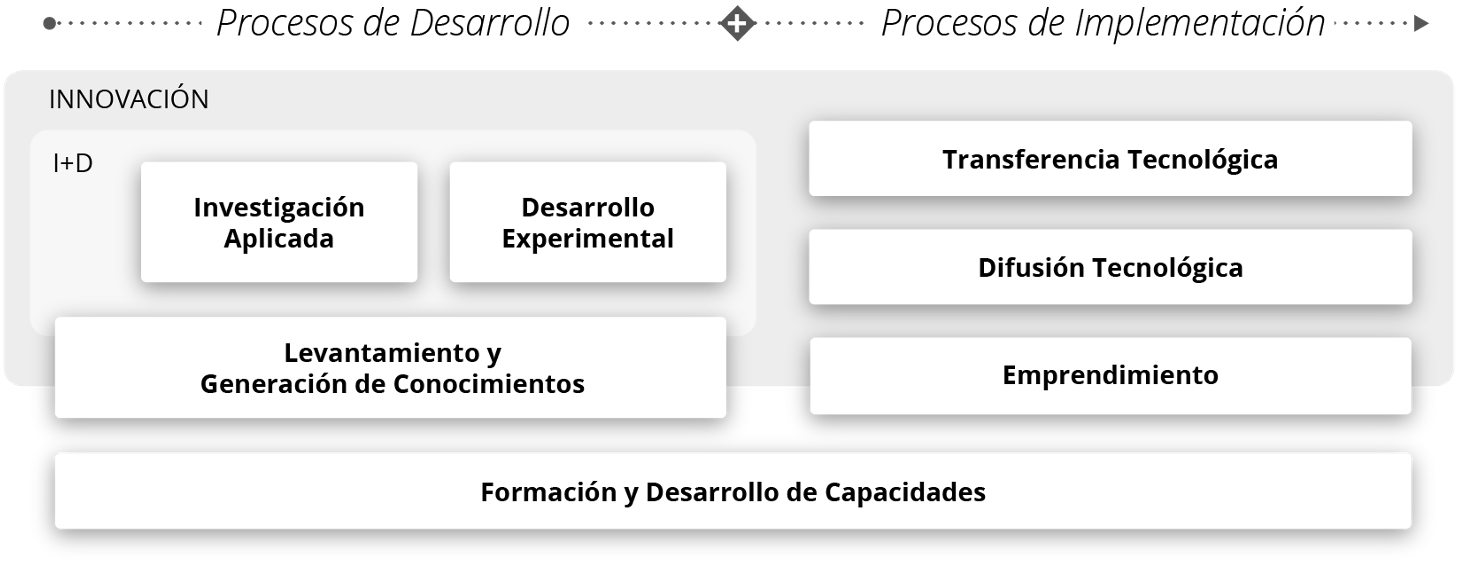 Procesos de Desarrollo
Procesos de Implementación
INNOVACIÓN
I+D
Investigación
Aplicada
Desarrollo
Experimental
Levantamiento y
Generación de Conocimientos
Transferencia Tecnológica
Difusión Tecnológica
Emprendimiento
Formación y Desarrollo de Capacidades